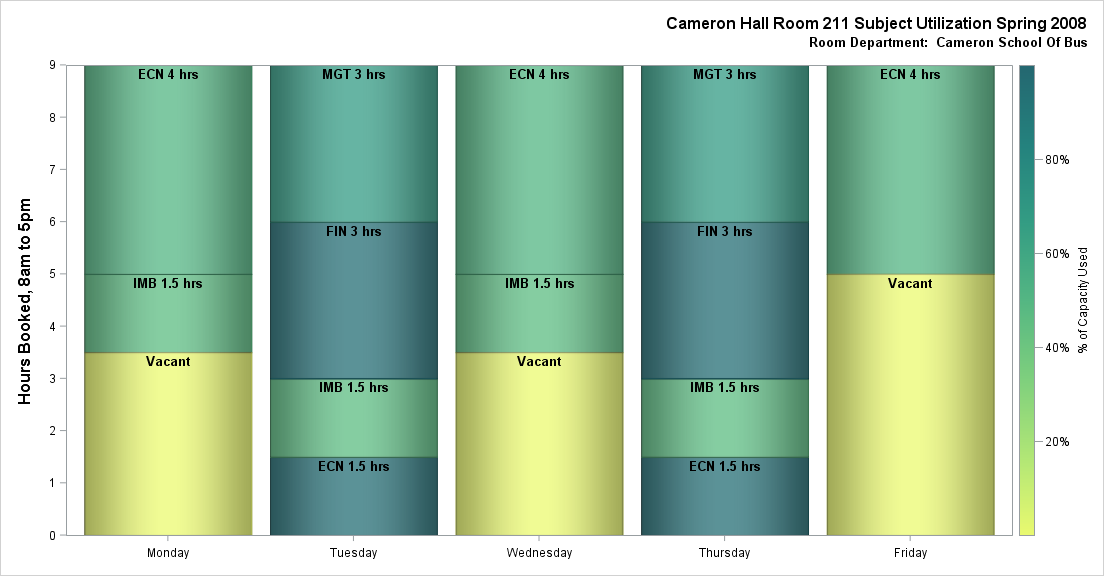 Cameron Hall Room 211 Subject Utilization Spring 2008
Room Department:  Cameron School Of Bus
Hours Booked, 8am to 5pm
9
8
7
6
5
4
3
2
1
0
ECN 4 hrs
IMB 1.5 hrs
Vacant
MGT 3 hrs
FIN 3 hrs
IMB 1.5 hrs
ECN 1.5 hrs
ECN 4 hrs
IMB 1.5 hrs
Vacant
MGT 3 hrs
FIN 3 hrs
IMB 1.5 hrs
ECN 1.5 hrs
ECN 4 hrs
Vacant
Monday
Tuesday
Wednesday
Thursday
Friday
80%
60%
40%
20%
% of Capacity Used